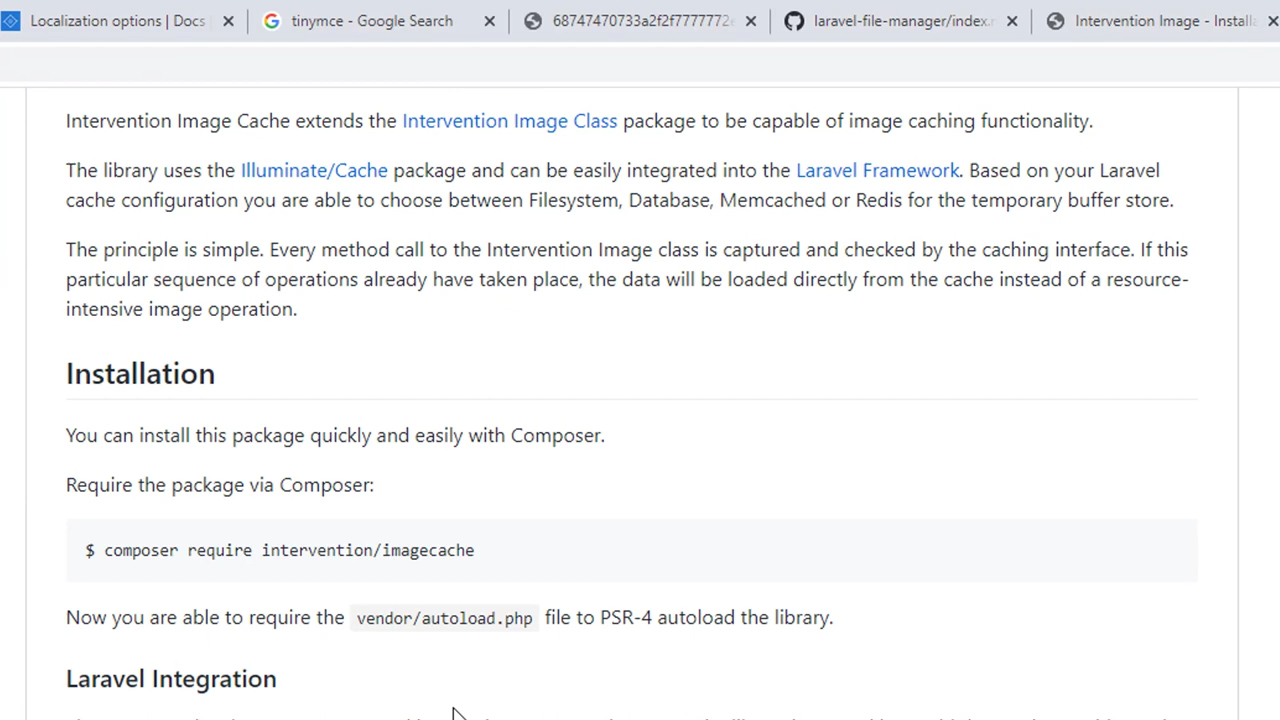 Localization options | Docs
tinymce - Google Search
68747470733a2f2f7777772e
laravel-file-manager/index.
Intervention Image - Installa
Intervention Image Cache extends the Intervention Image Class package to be capable of image caching functionality.
The library uses the Illuminate/Cache package and can be easily integrated into the Laravel Framework. Based on your Laravel
cache configuration you are able to choose between Filesystem, Database, Memcached or Redis for the temporary buffer store.
The principle is simple. Every method call to the Intervention Image class is captured and checked by the caching interface. If this
particular sequence of operations already have taken place, the data will be loaded directly from the cache instead of a resource-
intensive image operation.
Installation
You can install this package quickly and easily with Composer.
Require the package via Composer:
$ composer require intervention/imagecache
Now you are able to require the vendor/autoload.php file to PSR-4 autoload the library.
Laravel Integration